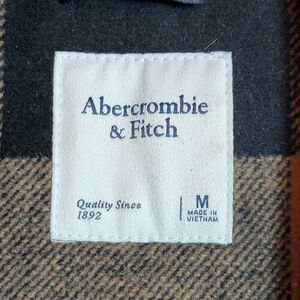 Abercrombie
& Fitch
Quality Since
1892
M
MADE IN
VIETNAM